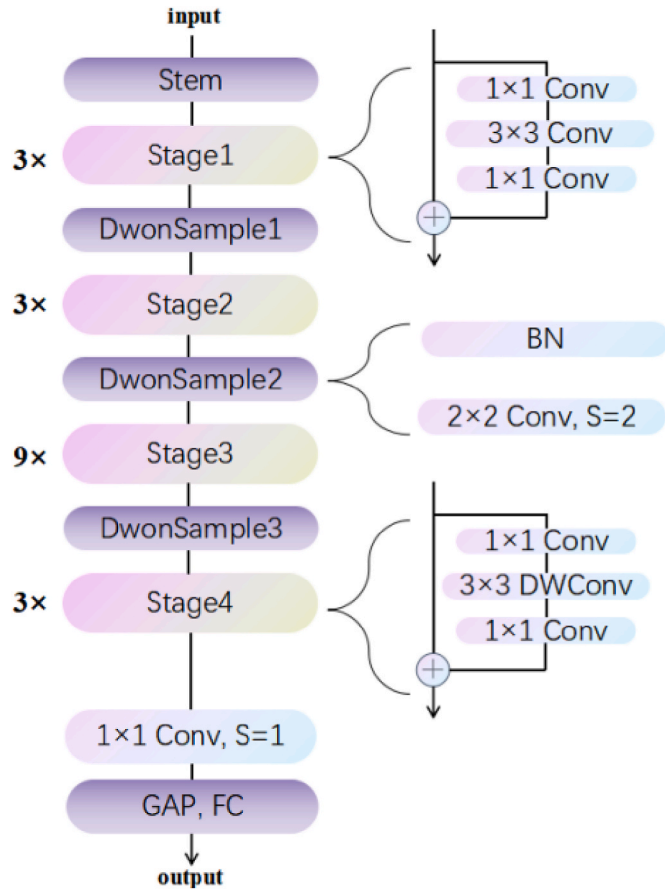 input
Stem
3×
Stage1
DwonSample1
3×
Stage2
DwonSample2
9×
Stage3
DwonSample3
3×
Stage4
1×1 Conv, S=1
GAP, FC
output
1×1 Conv
3×3 Conv
1×1 Conv
+
BN
2×2 Conv, S=2
1×1 Conv
3×3 DWConv
1×1 Conv
+